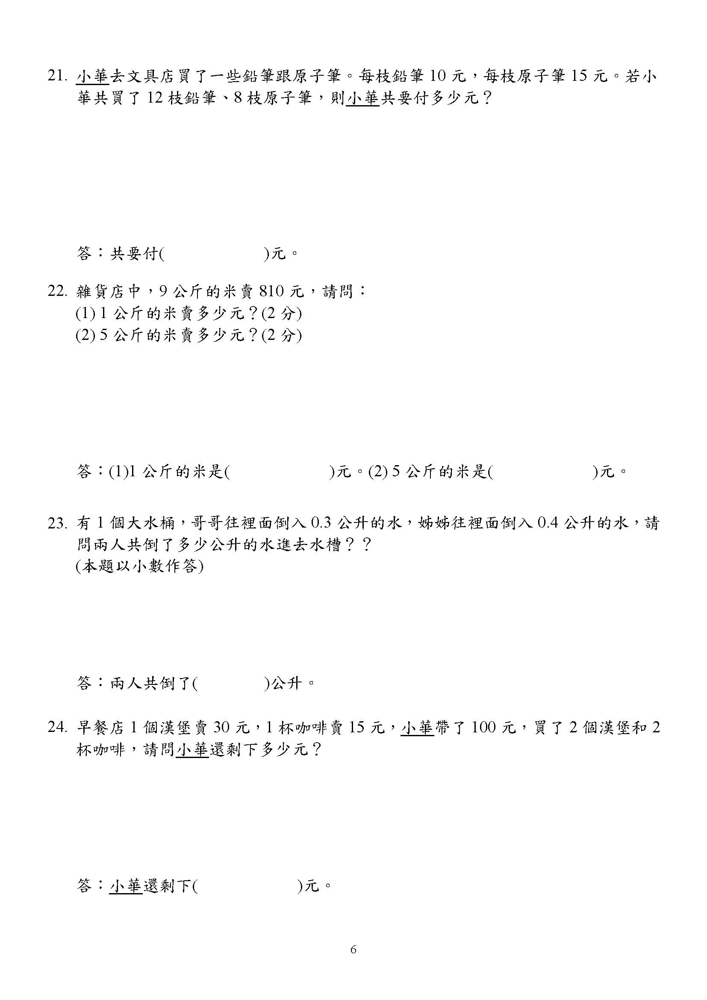 21. 小華去文具店買了一些鉛筆跟原子筆。每枝鉛筆 10 元，每枝原子筆 15 元。若小
華共買了 12 枝鉛筆、8 枝原子筆，則小華共要付多少元？
答：共要付(            )元。
22. 雜貨店中，9 公斤的米賣 810 元，請問：
(1) 1 公斤的米賣多少元？(2 分)
(2) 5 公斤的米賣多少元？(2 分)
答：(1)1 公斤的米是(            )元。(2) 5 公斤的米是(            )元。
23. 有 1 個大水桶，哥哥往裡面倒入 0.3 公升的水，姊姊往裡面倒入 0.4 公升的水，請
問兩人共倒了多少公升的水進去水槽？？
(本題以小數作答)
答：兩人共倒了(        )公升。
24. 早餐店 1 個漢堡賣 30 元，1 杯咖啡賣 15 元，小華帶了 100 元，買了 2 個漢堡和 2
杯咖啡，請問小華還剩下多少元？
答：小華還剩下(            )元。
6